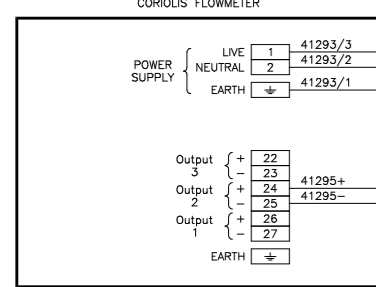 CORIOLIS FLOWMETER
POWER SUPPLY
LIVE 1 41293/3
NEUTRAL 2 41293/2
EARTH 41293/1
Output 3 + 22
- 23
Output 2 + 24 41295+
- 25 41295-
Output 1 + 26
- 27
EARTH